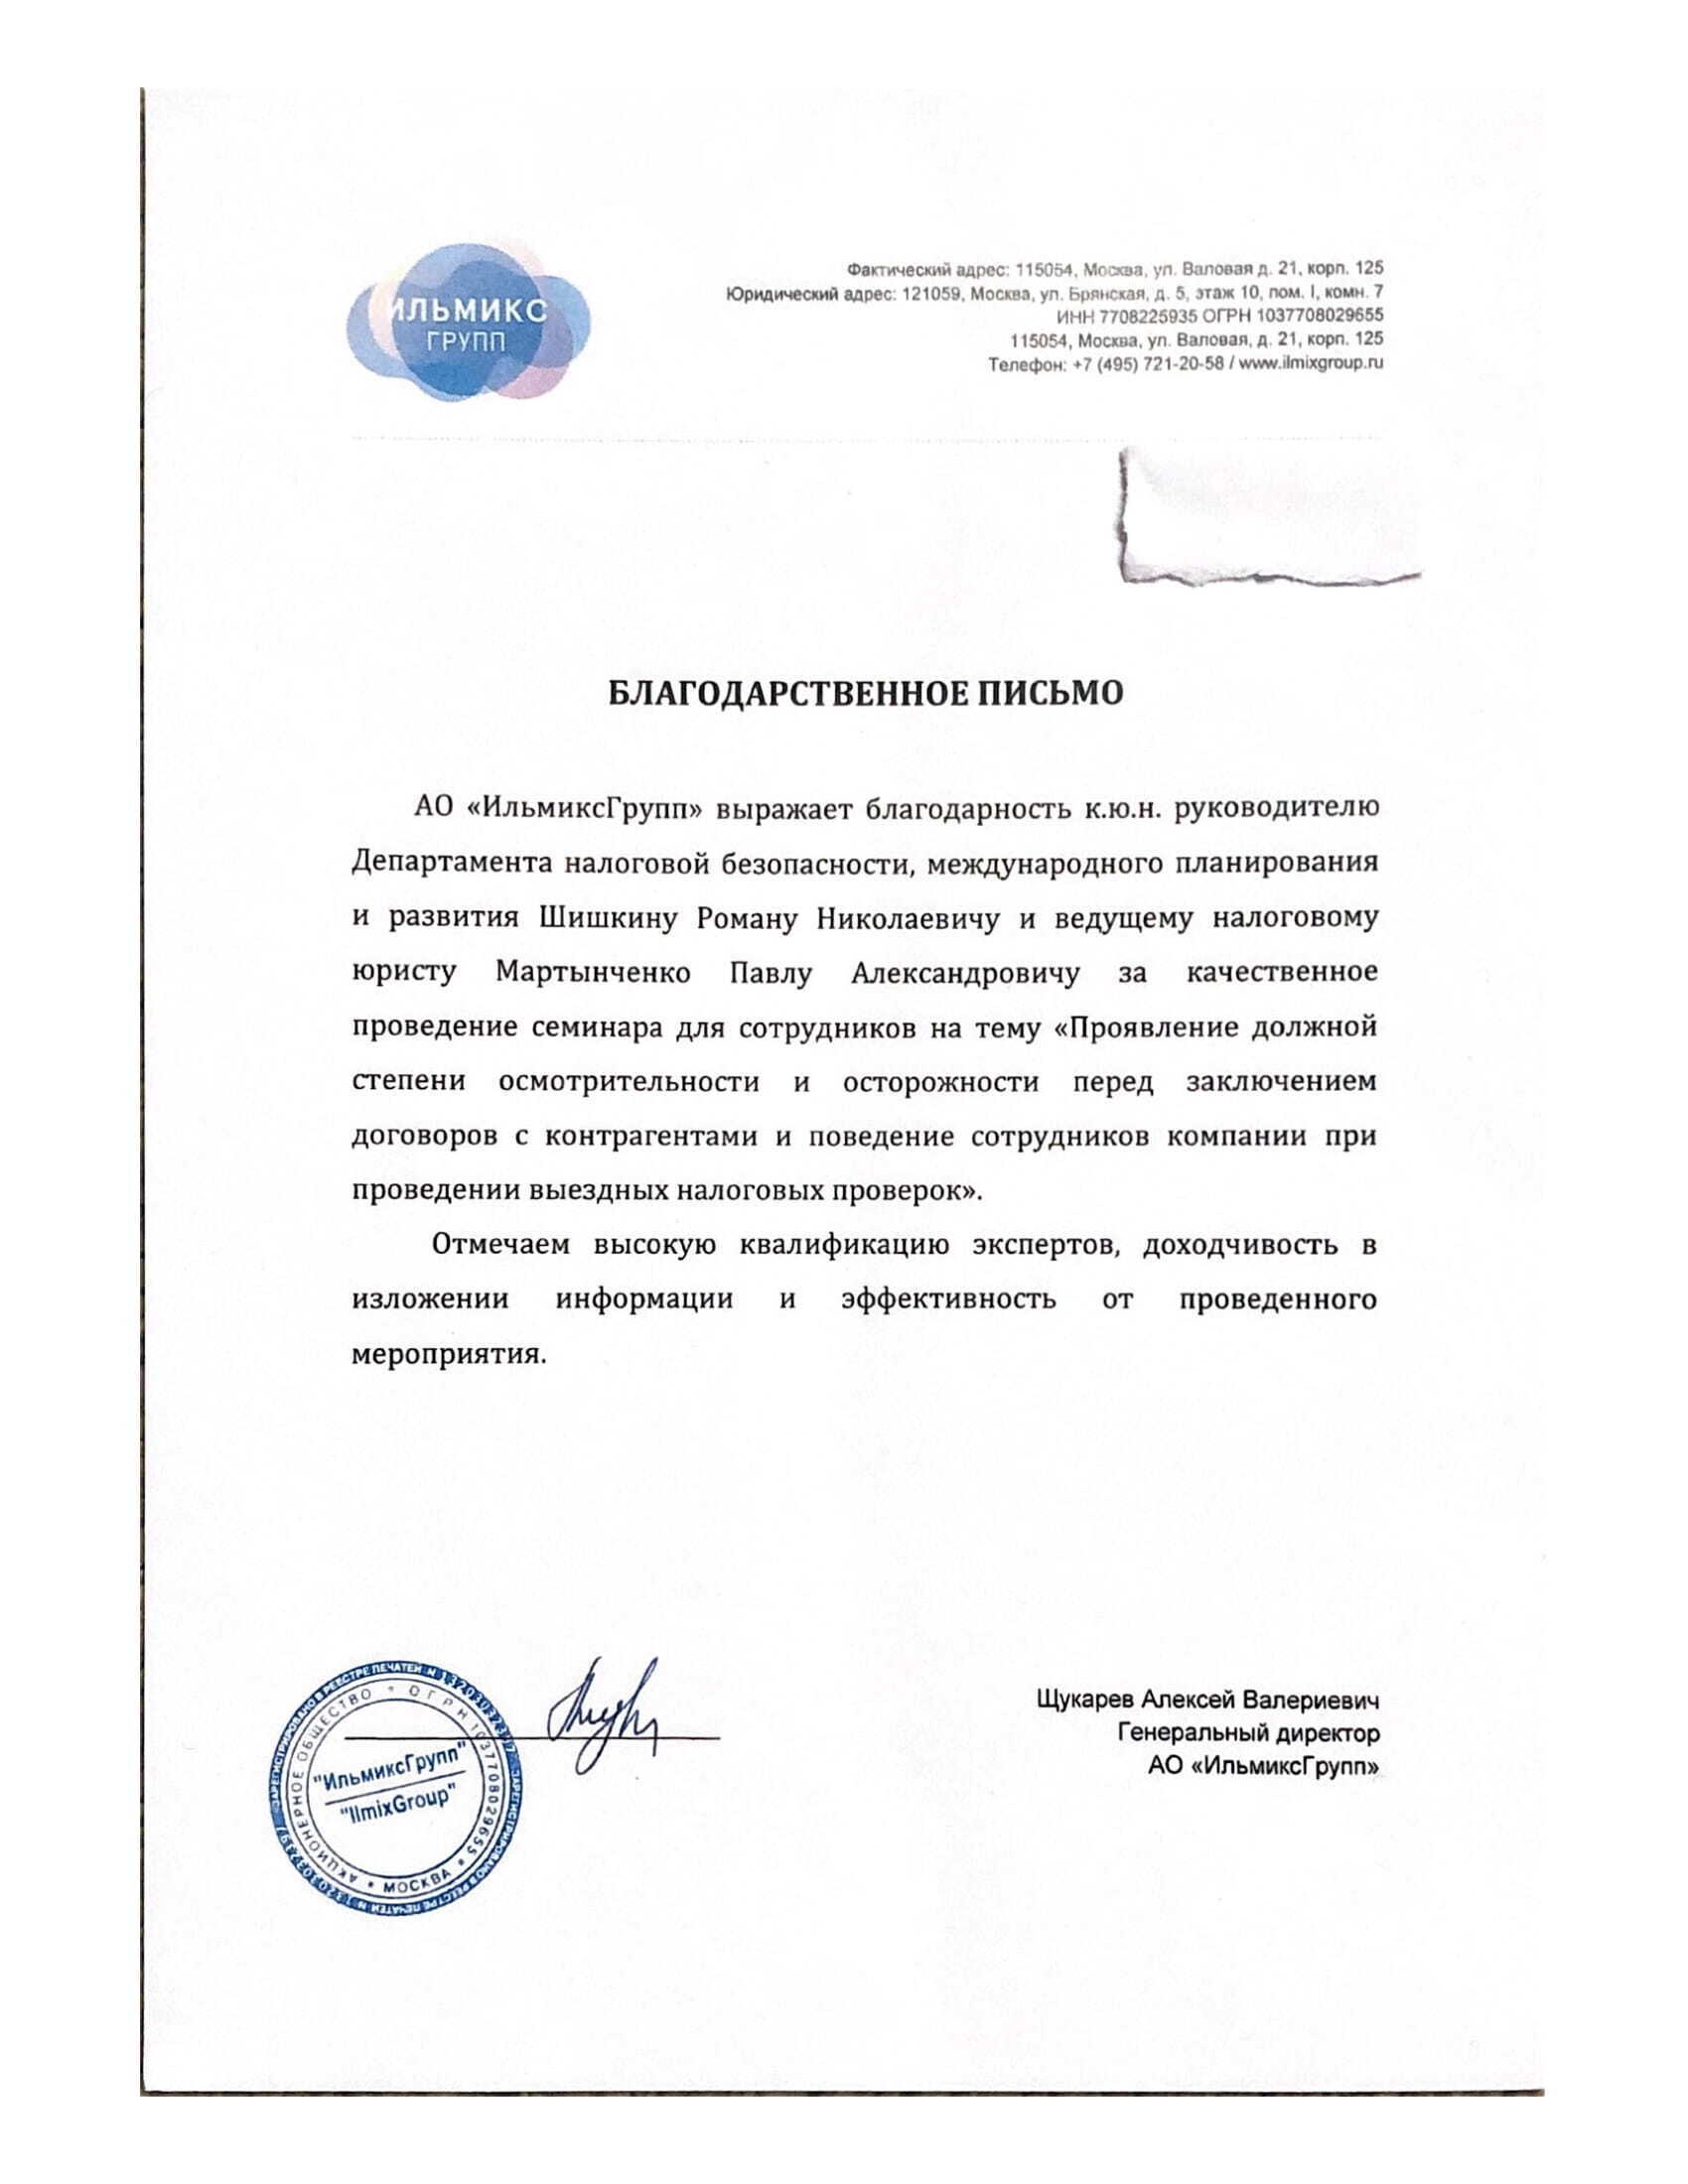 ИЛЬМИКС
ГРУПП
Фактический адрес: 115054, Москва, ул. Валовая д. 21, корп. 125
Юридический адрес: 121059, Москва, ул. Брянская, д. 5, этаж 10, пом. I, комн. 7
ИНН 7708225935 ОГРН 1037708029655
115054, Москва, ул. Валовая, д. 21, корп. 125
Телефон: +7 (495) 721-20-58 / www.ilmixgroup.ru
БЛАГОДАРСТВЕННОЕ ПИСЬМО
АО «ИльмиксГрупп» выражает благодарность к.ю.н. руководителю
Департамента налоговой безопасности, международного планирования
и развития Шишкину Роману Николаевичу и ведущему налоговому
юристу Мартынченко Павлу Александровичу за качественное
проведение семинара для сотрудников на тему «Проявление должной
степени осмотрительности и осторожности перед заключением
договоров с контрагентами и поведение сотрудников компании при
проведении выездных налоговых проверок».
Отмечаем высокую квалификацию экспертов, доходчивость в
изложении информации и эффективность от проведенного
мероприятия.
Щукарев Алексей Валериевич
Генеральный директор
АО «ИльмиксГрупп»
ЗАРЕГИСТРИРОВАНО В РЕЕСТРЕ ПЕЧАТЕЙ N
АКЦИОНЕРНОЕ ОБЩЕСТВО * ОГРН 1037708029655 * МОСКВА *
"ИльмиксГрупп"
"IlmixGroup"